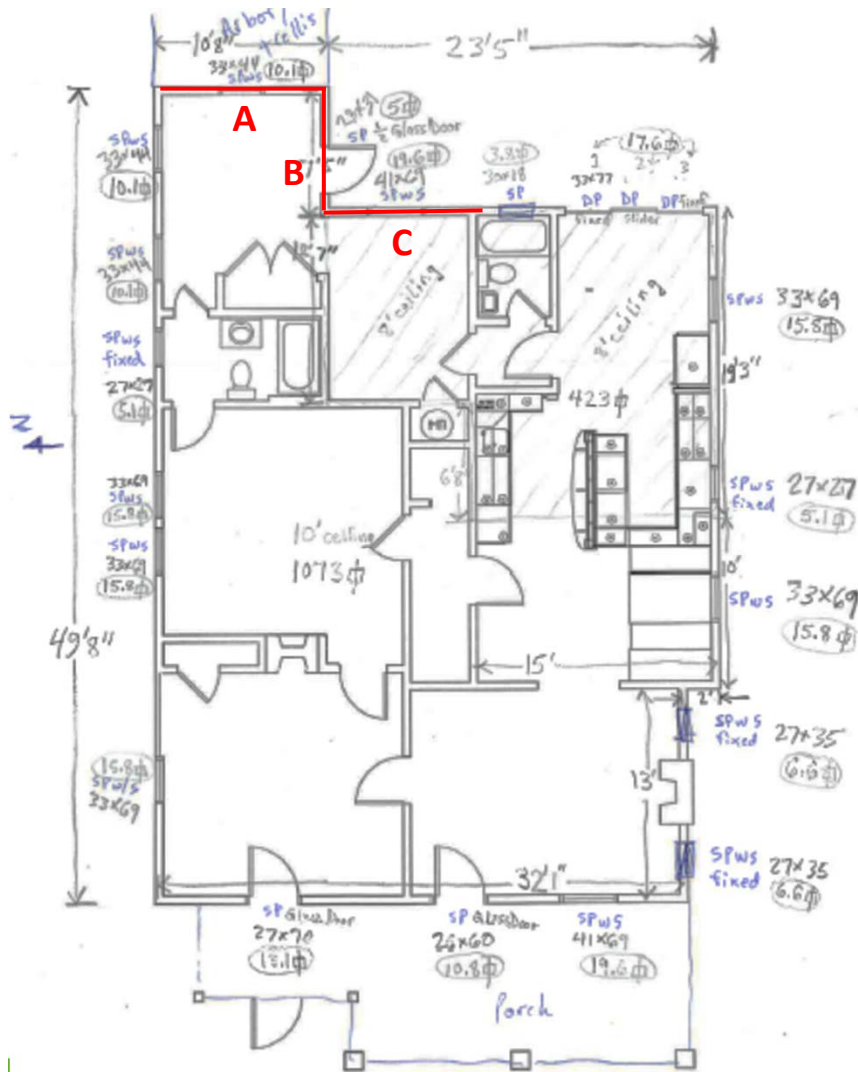 Arbor/
trellis
10'8"
23'5"
33x44
SPWS
10.1⏀
A
5⏀
SP ½ Glass Door
19.6⏀
41x69
SPWS
3.8⏀
30x18
SP
17.6⏀
1 2 3
33x77
DP DP DP fixed
fixed slider
SPWS
33x44
10.1⏀
B
C
SPWS
33x44
10.1⏀
8' ceiling
8' ceiling
SPWS 33x69
15.8⏀
SPWS
fixed
27x27
5.1⏀
19'3"
423⏀
N
WH
6'8"
33x69
SPWS
15.8⏀
SPWS 27x27
fixed
5.1⏀
10' ceiling
1073⏀
SPWS
33x69
15.8⏀
10'
SPWS 33x69
15.8⏀
49'8"
15'
2'
SPWS 27x35
fixed
6.6⏀
15.8⏀
SPW/S
33x69
13'
32'1"
SPWS 27x35
fixed
6.6⏀
SP Glass Door
27x70
13.1⏀
SP Glass Door
26x60
10.8⏀
SPWS
41x69
19.6⏀
Porch